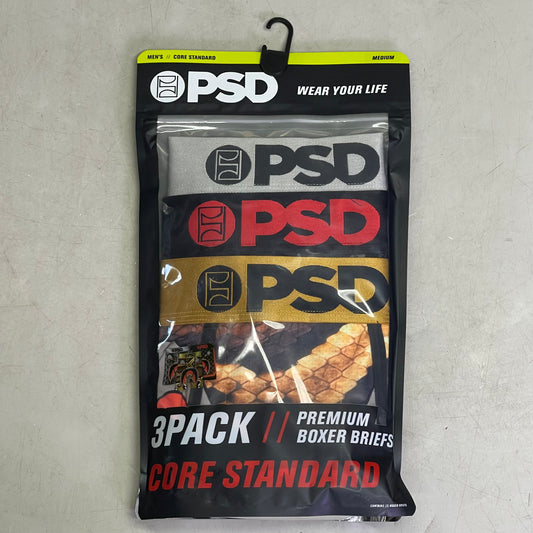 MEN'S // CORE STANDARD
MEDIUM
PSD
WEAR YOUR LIFE
PSD
PSD
PSD
3PACK // PREMIUM
BOXER BRIEFS
CORE STANDARD